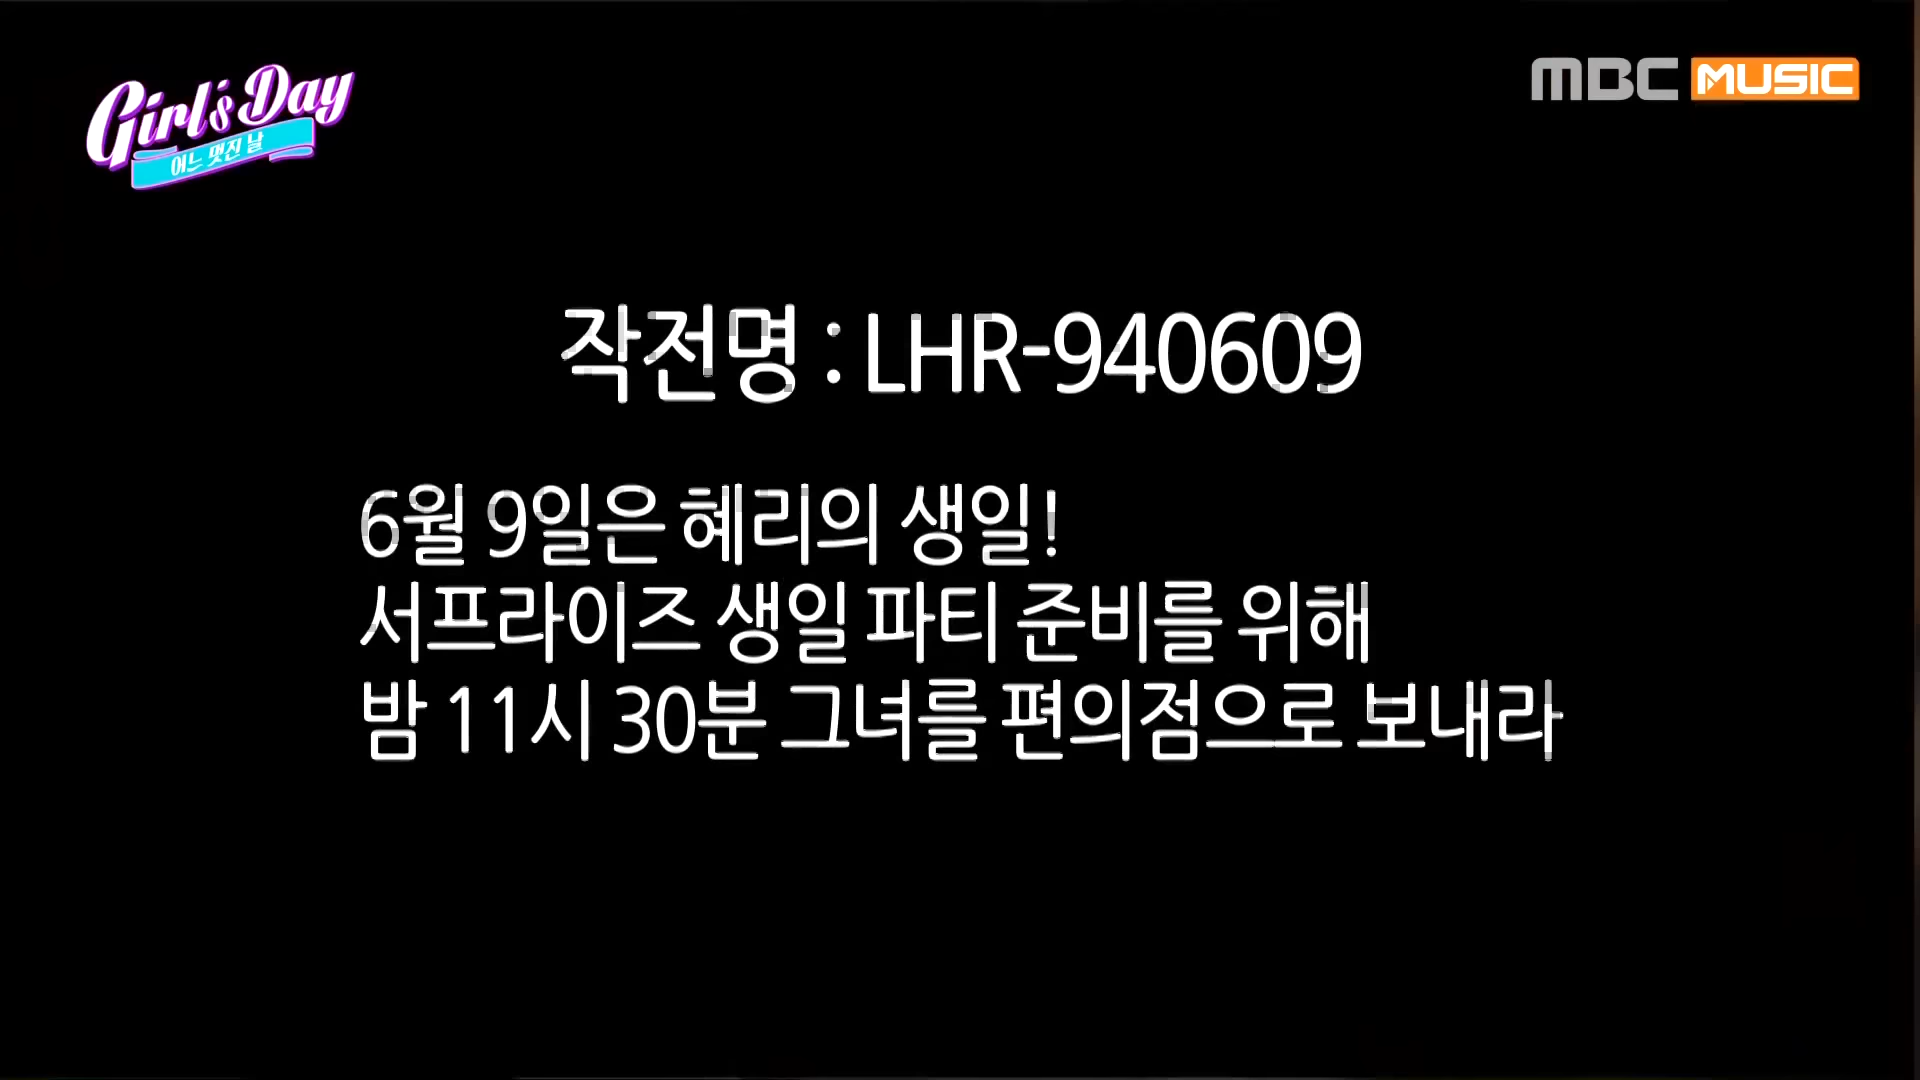 Girl's Day
어느 멋진 날
MBC MUSIC
작전명 : LHR-940609
6월 9일은 혜리의 생일!
서프라이즈 생일 파티 준비를 위해
밤 11시 30분 그녀를 편의점으로 보내라